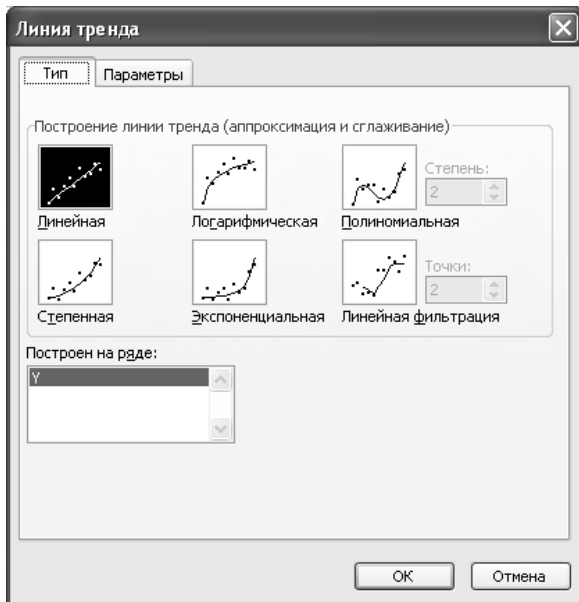 Линия тренда
Тип Параметры
Построение линии тренда (аппроксимация и сглаживание)
Степень:
2
Линейная Логарифмическая Полиномиальная
Точки:
2
Степенная Экспоненциальная Линейная фильтрация
Построен на ряде:
Y
ОК Отмена